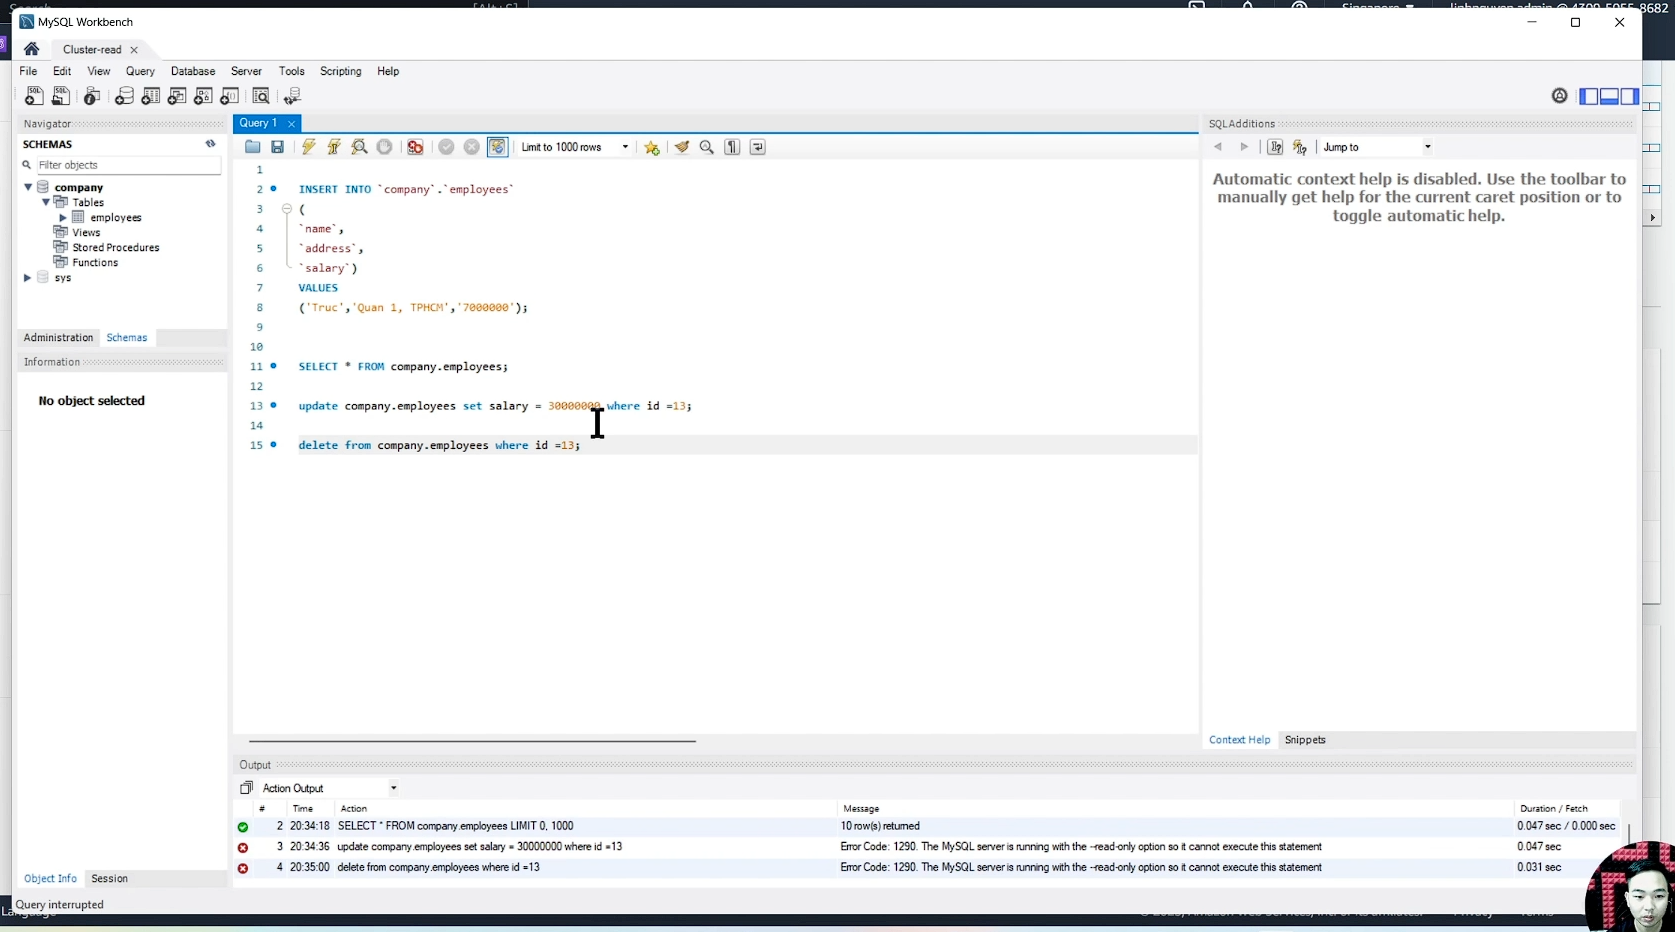 MySQL Workbench
Cluster-read
File Edit View Query Database Server Tools Scripting Help
Navigator
SCHEMAS
Filter objects
company
Tables
employees
Views
Stored Procedures
Functions
sys
Administration Schemas
Information
No object selected
Object Info Session
Query interrupted
Query 1
Limit to 1000 rows
1
2 INSERT INTO `company`.`employees`
3 (
4 `name`,
5 `address`,
6 `salary`)
7 VALUES
8 ('Truc','Quan 1, TPHCM','7000000');
9
10
11 SELECT * FROM company.employees;
12
13 update company.employees set salary = 30000000 where id =13;
14
15 delete from company.employees where id =13;
SQLAdditions
Jump to
Automatic context help is disabled. Use the toolbar to
manually get help for the current caret position or to
toggle automatic help.
Context Help Snippets
Output
Action Output
# Time Action Message Duration / Fetch
2 20:34:18 SELECT * FROM company.employees LIMIT 0, 1000 10 row(s) returned 0.047 sec / 0.000 sec
3 20:34:36 update company.employees set salary = 30000000 where id =13 Error Code: 1290. The MySQL server is running with the --read-only option so it cannot execute this statement 0.047 sec
4 20:35:00 delete from company.employees where id =13 Error Code: 1290. The MySQL server is running with the --read-only option so it cannot execute this statement 0.031 sec